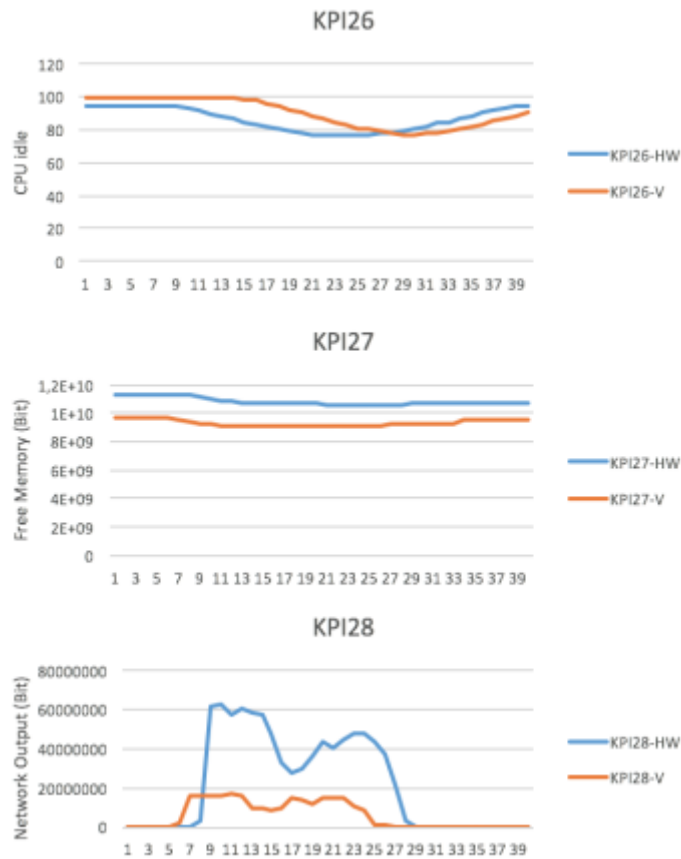 KPI26
120
100
80
60
40
20
0
CPU idle
1 3 5 7 9 11 13 15 17 19 21 23 25 27 29 31 33 35 37 39
KPI26-HW
KPI26-V
KPI27
1,2E+10
1E+10
8E+09
6E+09
4E+09
2E+09
0
Free Memory (Bit)
1 3 5 7 9 11 13 15 17 19 21 23 25 27 29 31 33 35 37 39
KPI27-HW
KPI27-V
KPI28
80000000
60000000
40000000
20000000
0
Network Output (Bit)
1 3 5 7 9 11 13 15 17 19 21 23 25 27 29 31 33 35 37 39
KPI28-HW
KPI28-V